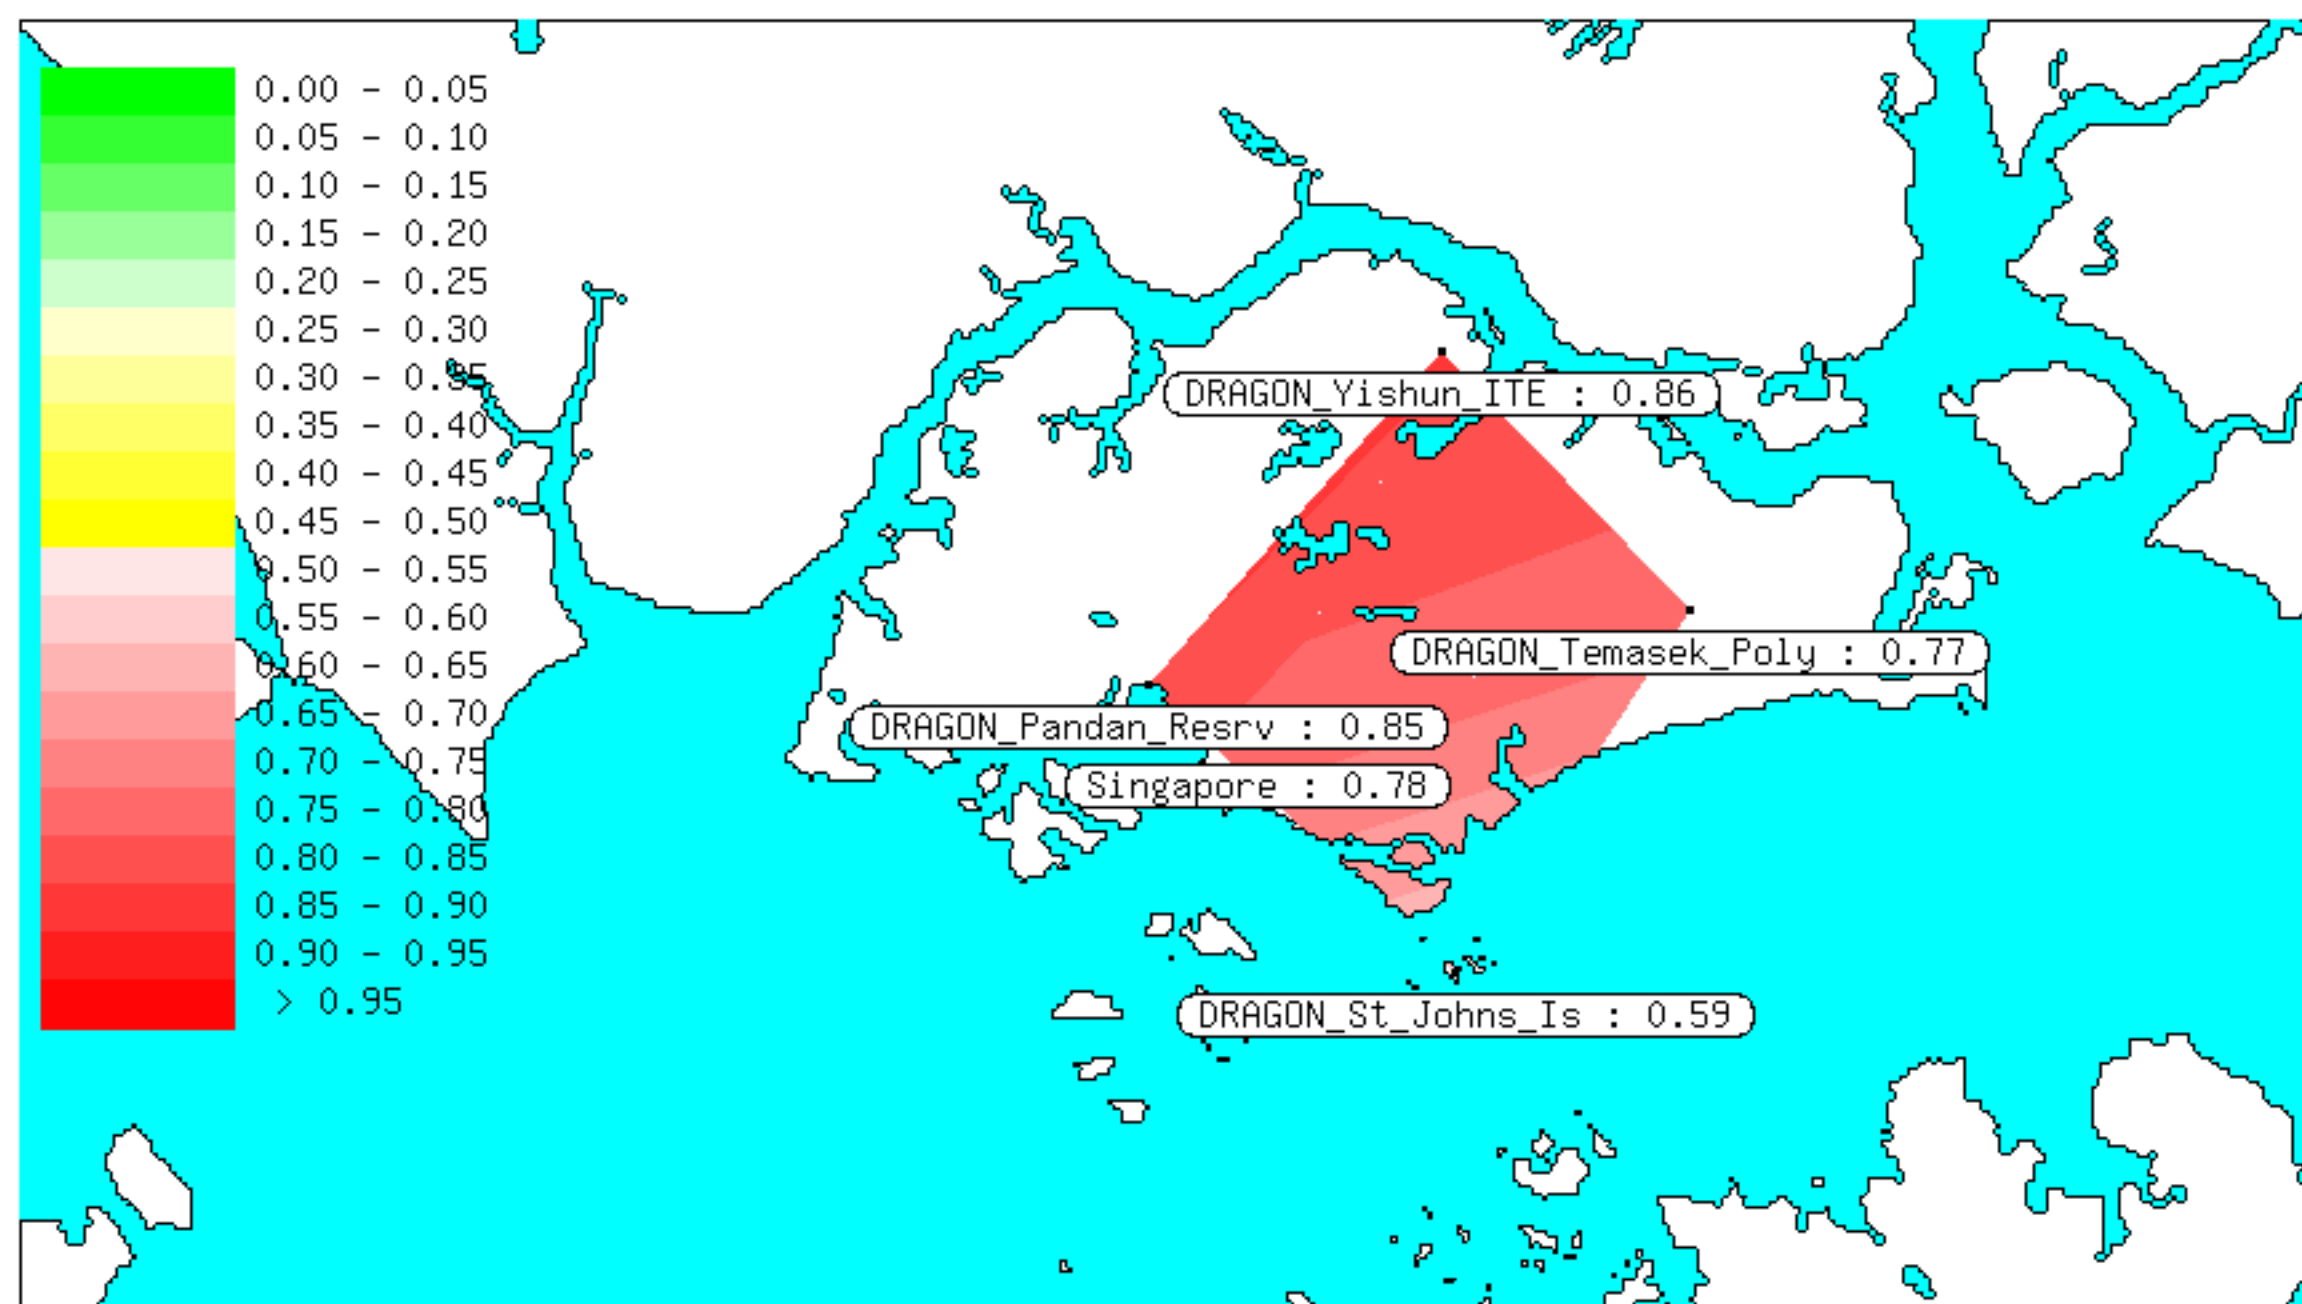 0.00 - 0.05
0.05 - 0.10
0.10 - 0.15
0.15 - 0.20
0.20 - 0.25
0.25 - 0.30
0.30 - 0.35
0.35 - 0.40
0.40 - 0.45
0.45 - 0.50
0.50 - 0.55
0.55 - 0.60
0.60 - 0.65
0.65 - 0.70
0.70 - 0.75
0.75 - 0.80
0.80 - 0.85
0.85 - 0.90
0.90 - 0.95
> 0.95
DRAGON_Yishun_ITE : 0.86
DRAGON_Temasek_Poly : 0.77
DRAGON_Pandan_Resrv : 0.85
Singapore : 0.78
DRAGON_St_Johns_Is : 0.59